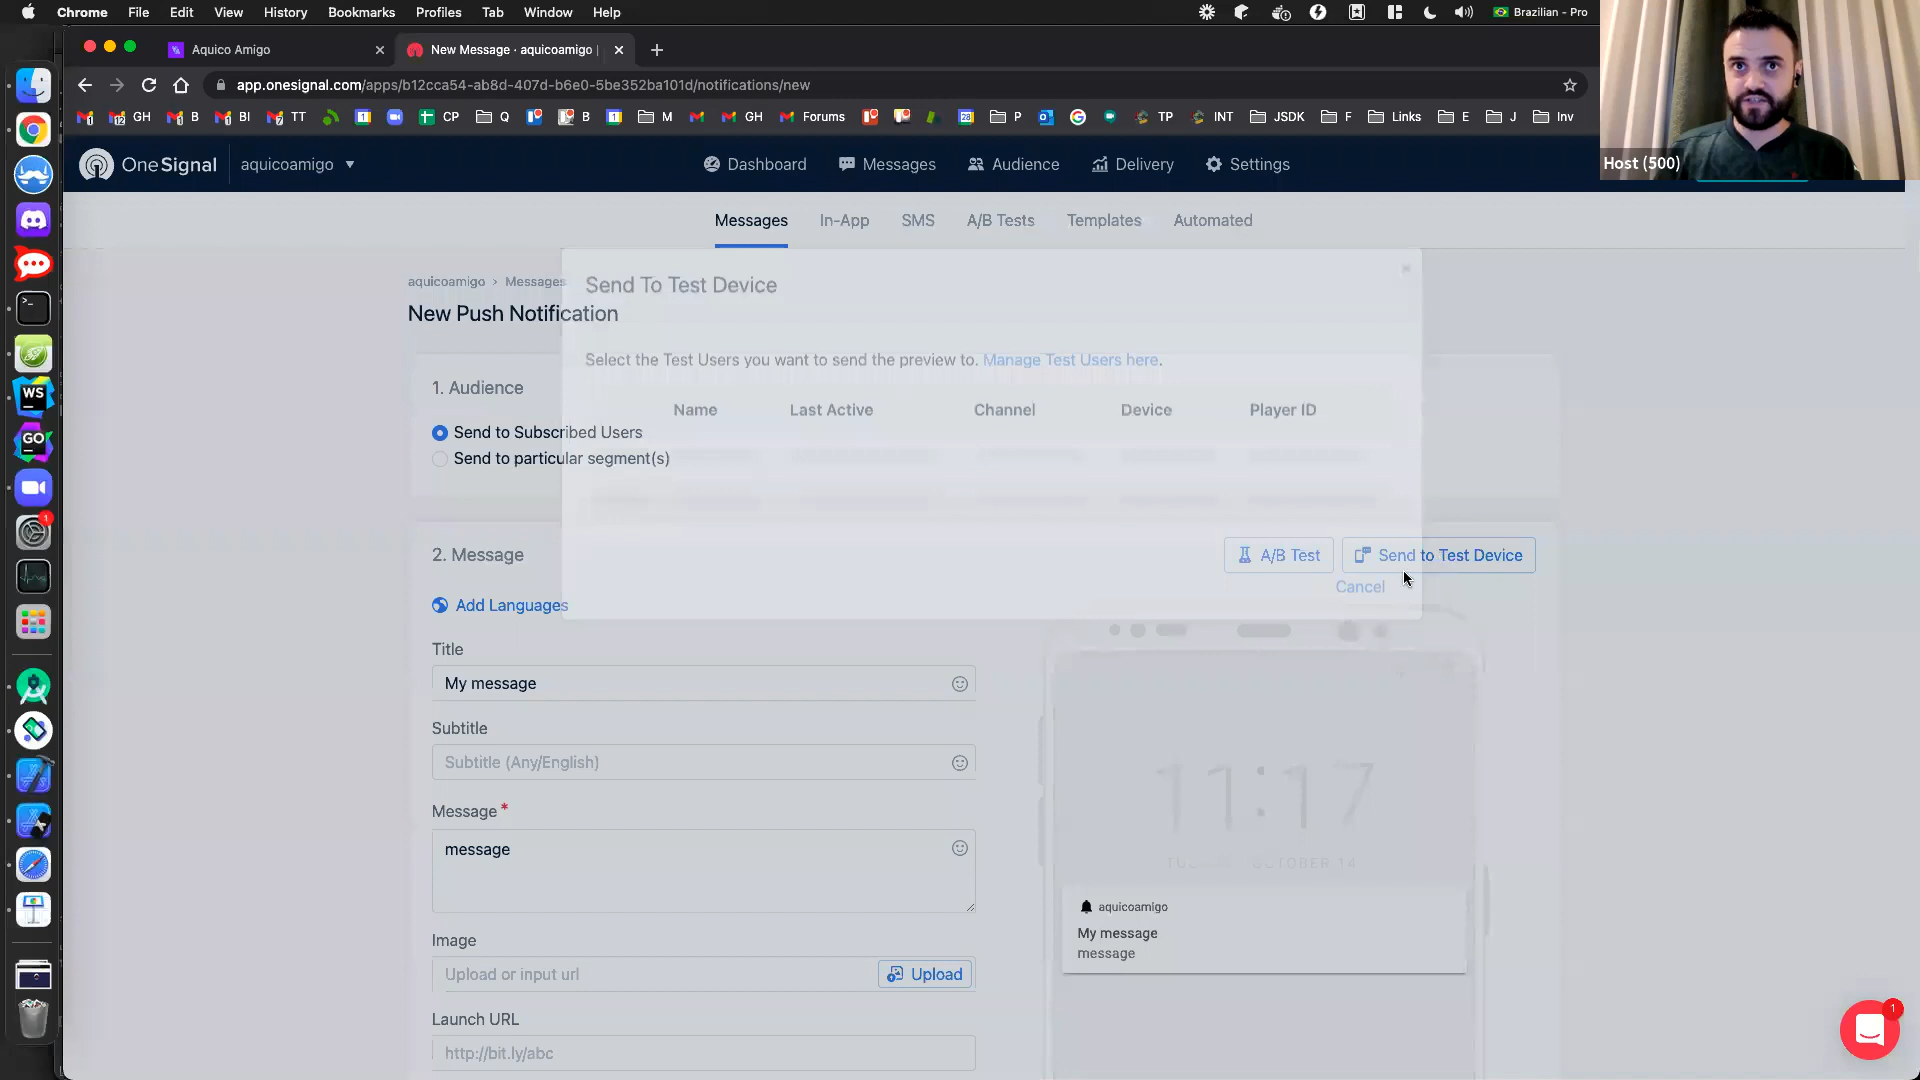 Chrome File Edit View History Bookmarks Profiles Tab Window Help
Brazilian - Pro
Aquico Amigo
New Message · aquicoamigo |
app.onesignal.com/apps/b12cca54-ab8d-407d-b6e0-5be352ba101d/notifications/new
GH B BI TT CP Q B M GH Forums P TP INT JSDK F Links E J Inv
Host (500)
OneSignal aquicoamigo Dashboard Messages Audience Delivery Settings
Messages In-App SMS A/B Tests Templates Automated
aquicoamigo › Messages
New Push Notification
Send To Test Device
Select the Test Users you want to send the preview to. Manage Test Users here.
1. Audience
Name Last Active Channel Device Player ID
Send to Subscribed Users
Send to particular segment(s)
2. Message
A/B Test
Send to Test Device
Cancel
Add Languages
Title
My message
Subtitle
Subtitle (Any/English)
Message *
message
Image
Upload or input url
Upload
Launch URL
http://bit.ly/abc
11:17
aquicoamigo
My message
message
WS
GO
1
1